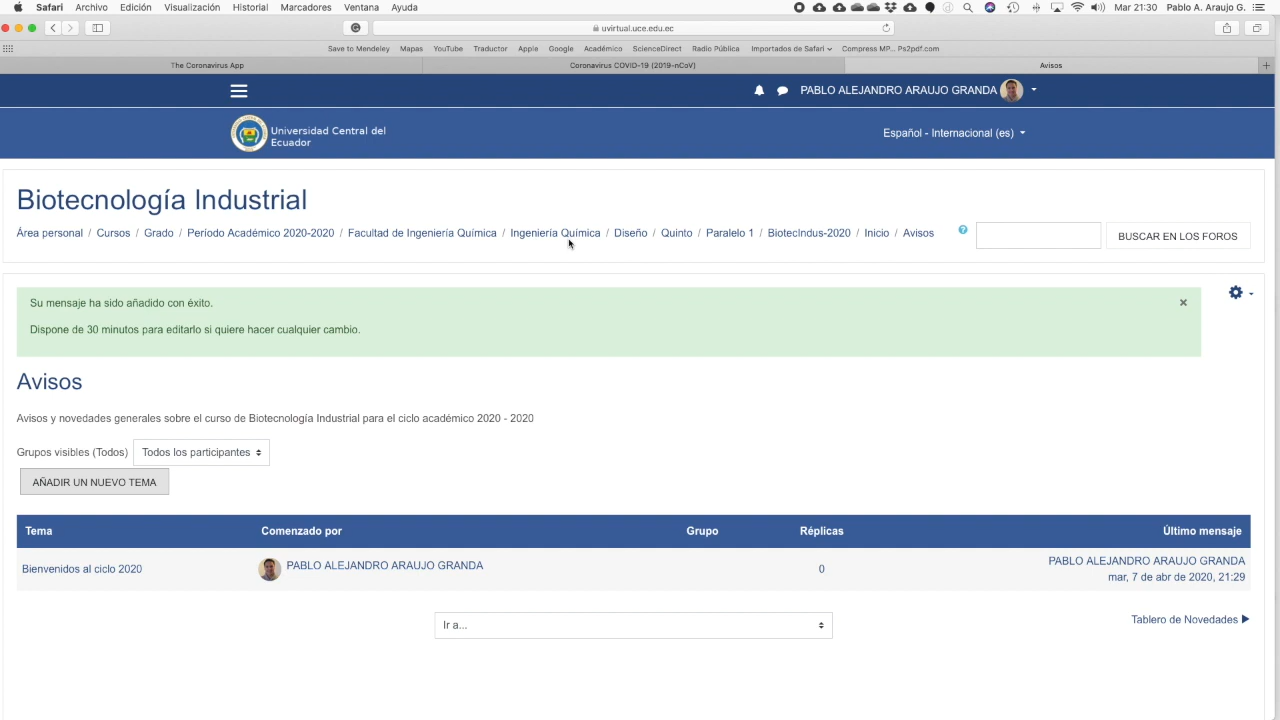 Safari Archivo Edición Visualización Historial Marcadores Ventana Ayuda Mar 21:30 Pablo A. Araujo G.
uvirtual.uce.edu.ec
Save to Mendeley Mapas YouTube Traductor Apple Google Académico ScienceDirect Radio Pública Importados de Safari Compress MP... Ps2pdf.com
The Coronavirus App Coronavirus COVID-19 (2019-nCoV) Avisos
PABLO ALEJANDRO ARAUJO GRANDA
Universidad Central del
Ecuador
Español - Internacional (es)
Biotecnología Industrial
Área personal / Cursos / Grado / Período Académico 2020-2020 / Facultad de Ingeniería Química / Ingeniería Química / Diseño / Quinto / Paralelo 1 / BiotecIndus-2020 / Inicio / Avisos
BUSCAR EN LOS FOROS
Su mensaje ha sido añadido con éxito.
Dispone de 30 minutos para editarlo si quiere hacer cualquier cambio.
Avisos
Avisos y novedades generales sobre el curso de Biotecnología Industrial para el ciclo académico 2020 - 2020
Grupos visibles (Todos) Todos los participantes
AÑADIR UN NUEVO TEMA
Tema Comenzado por Grupo Réplicas Último mensaje
Bienvenidos al ciclo 2020 PABLO ALEJANDRO ARAUJO GRANDA 0 PABLO ALEJANDRO ARAUJO GRANDA
mar, 7 de abr de 2020, 21:29
Ir a...
Tablero de Novedades